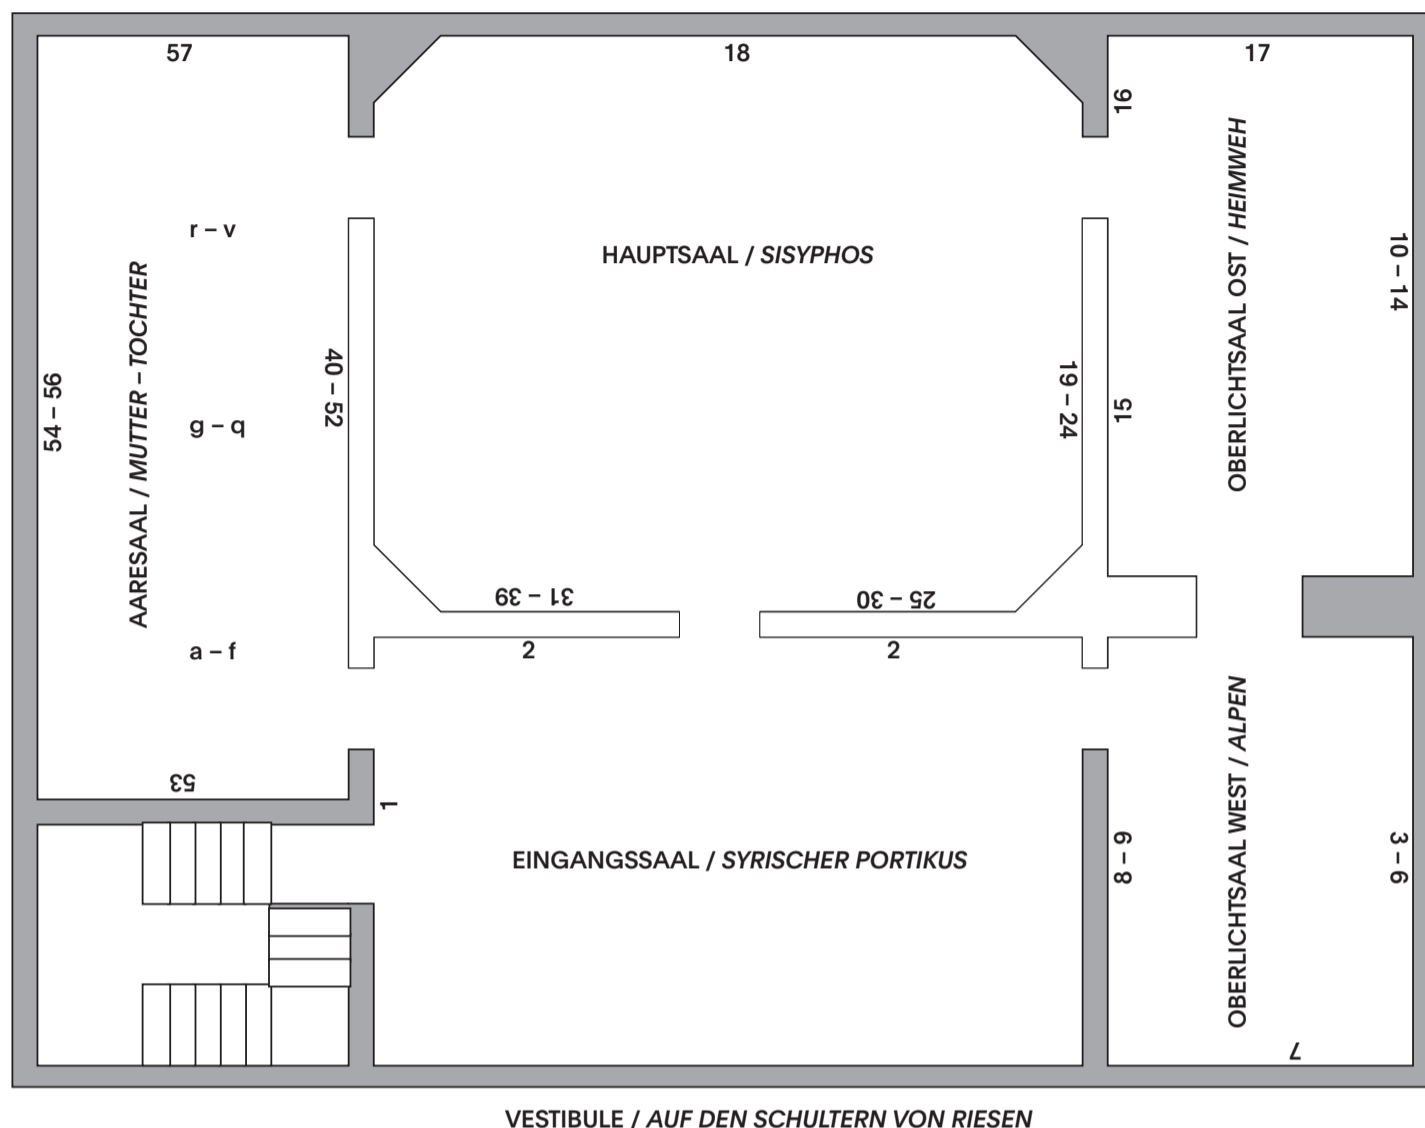 57
18
17
16
r – v
HAUPTSAAL / SISYPHOS
OBERLICHTSAAL OST / HEIMWEH
10 – 14
AARESAAL / MUTTER – TOCHTER
54 – 56
g – q
40 – 52
19 – 24
15
31 – 39
25 – 30
a – f
2
2
53
1
EINGANGSSAAL / SYRISCHER PORTIKUS
6 – 8
OBERLICHTSAAL WEST / ALPEN
3 – 6
7
VESTIBULE / AUF DEN SCHULTERN VON RIESEN